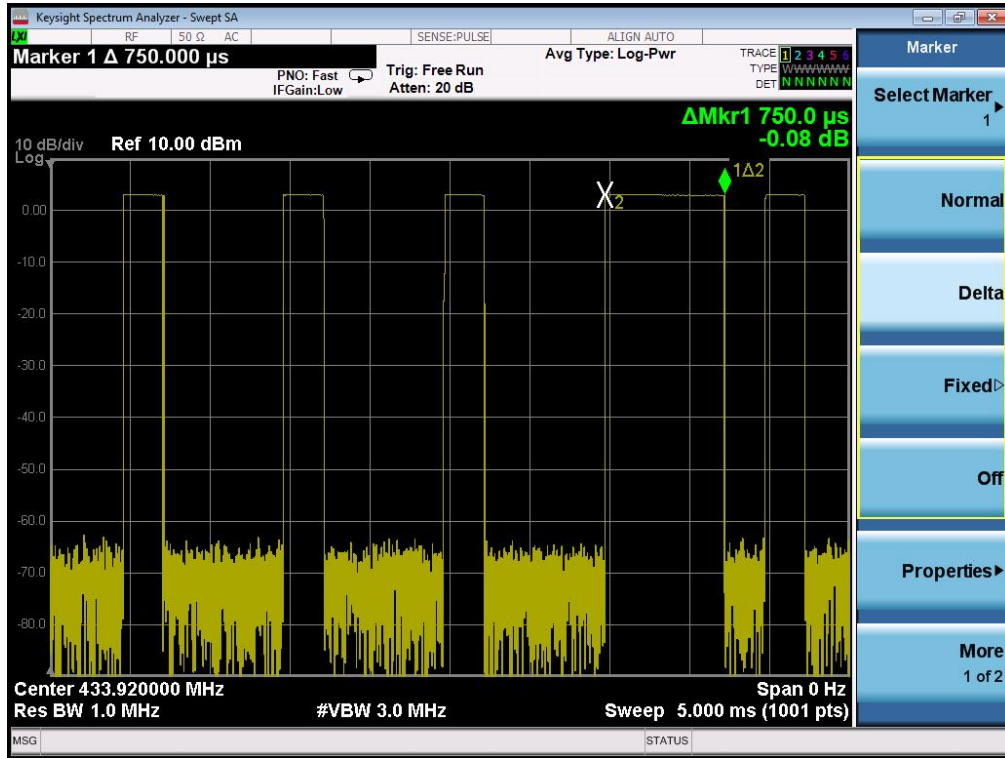 Keysight Spectrum Analyzer - Swept SA
LXI RF 50 Ω AC SENSE:PULSE ALIGN AUTO
Marker 1 Δ 750.000 µs
PNO: Fast
IFGain:Low
Trig: Free Run
Atten: 20 dB
Avg Type: Log-Pwr
TRACE 1 2 3 4 5 6
TYPE WWWWWW
DET N N N N N N
ΔMkr1 750.0 µs
-0.08 dB
10 dB/div Ref 10.00 dBm
Log
1Δ2
X2
0.00
-10.0
-20.0
-30.0
-40.0
-50.0
-60.0
-70.0
-80.0
Center 433.920000 MHz
Span 0 Hz
Res BW 1.0 MHz
#VBW 3.0 MHz
Sweep 5.000 ms (1001 pts)
MSG
STATUS
Marker
Select Marker
1
Normal
Delta
Fixed
Off
Properties
More
1 of 2